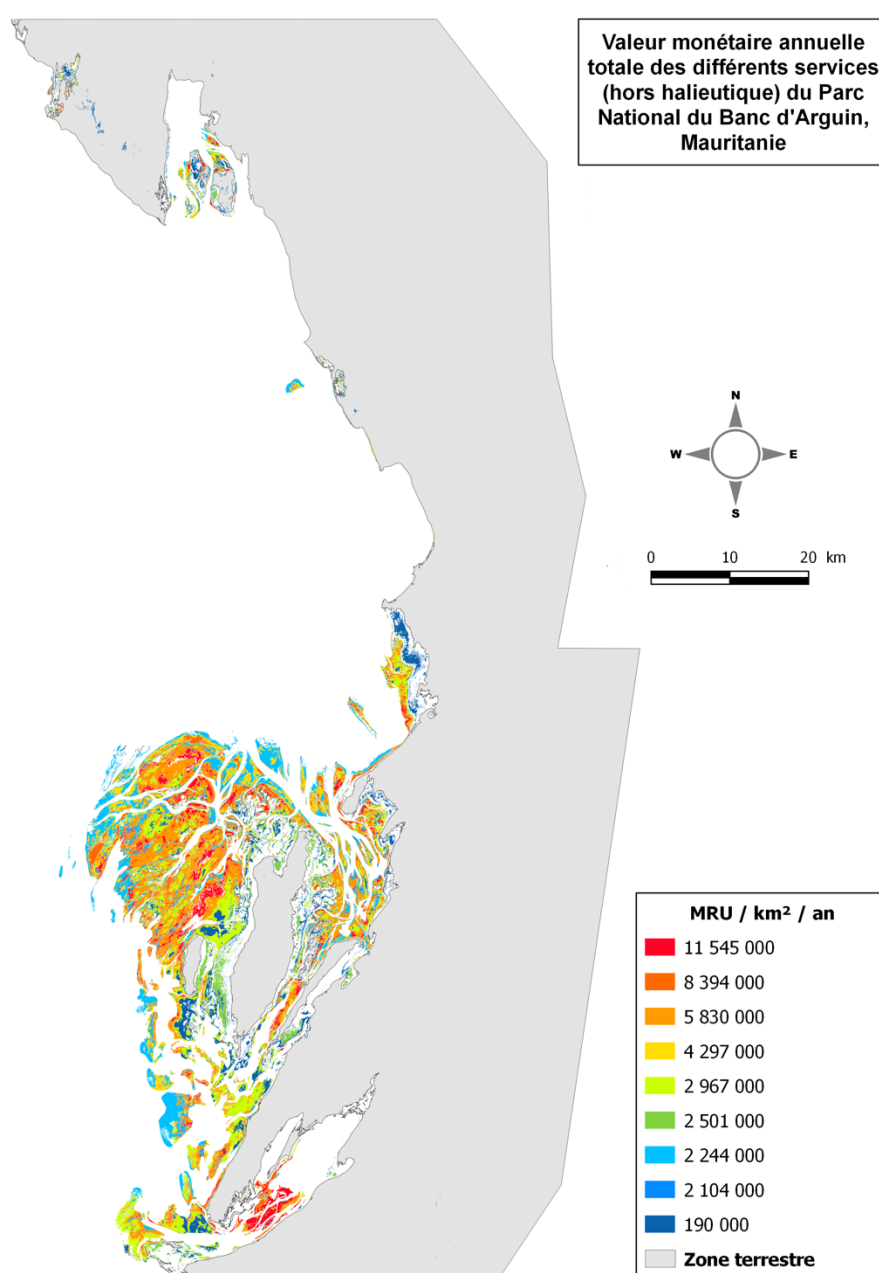 Valeur monétaire annuelle
totale des différents services
(hors halieutique) du Parc
National du Banc d'Arguin,
Mauritanie
N
W E
S
0 10 20 km
MRU / km² / an
11 545 000
8 394 000
5 830 000
4 297 000
2 967 000
2 501 000
2 244 000
2 104 000
190 000
Zone terrestre